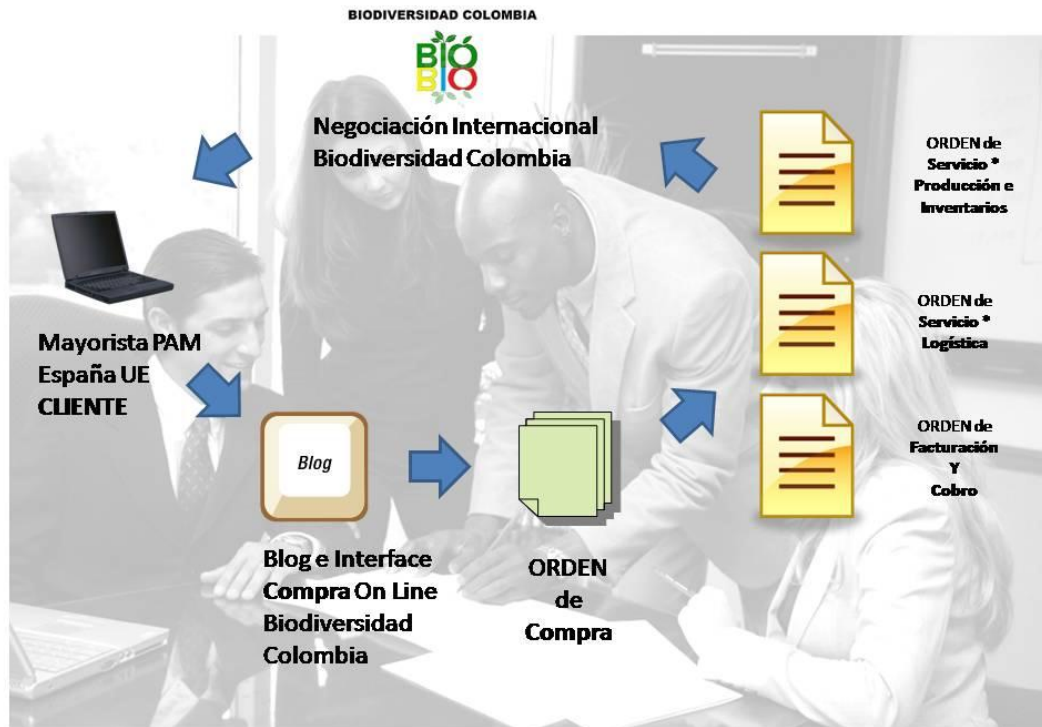 BIODIVERSIDAD COLOMBIA
BIÓ
BIO
Negociación Internacional
Biodiversidad Colombia
ORDEN de
Servicio *
Producción e
Inventarios
ORDEN de
Servicio *
Logística
Mayorista PAM
España UE
CLIENTE
ORDEN de
Facturación
Y
Cobro
Blog
Blog e Interface
Compra On Line
Biodiversidad
Colombia
ORDEN
de
Compra